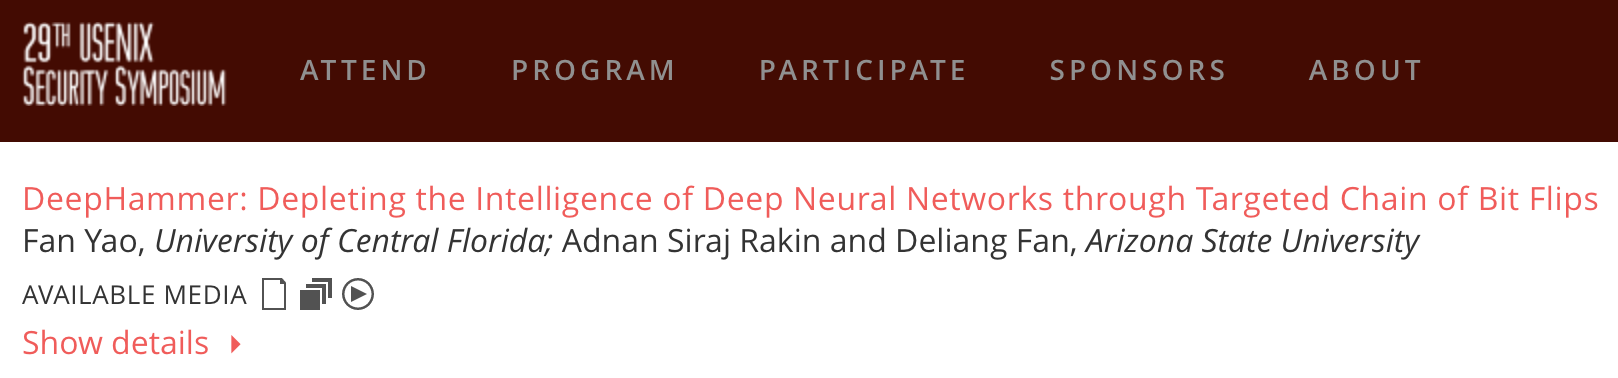 29TH USENIX
SECURITY SYMPOSIUM
ATTEND
PROGRAM
PARTICIPATE
SPONSORS
ABOUT
DeepHammer: Depleting the Intelligence of Deep Neural Networks through Targeted Chain of Bit Flips
Fan Yao, University of Central Florida; Adnan Siraj Rakin and Deliang Fan, Arizona State University
AVAILABLE MEDIA
Show details